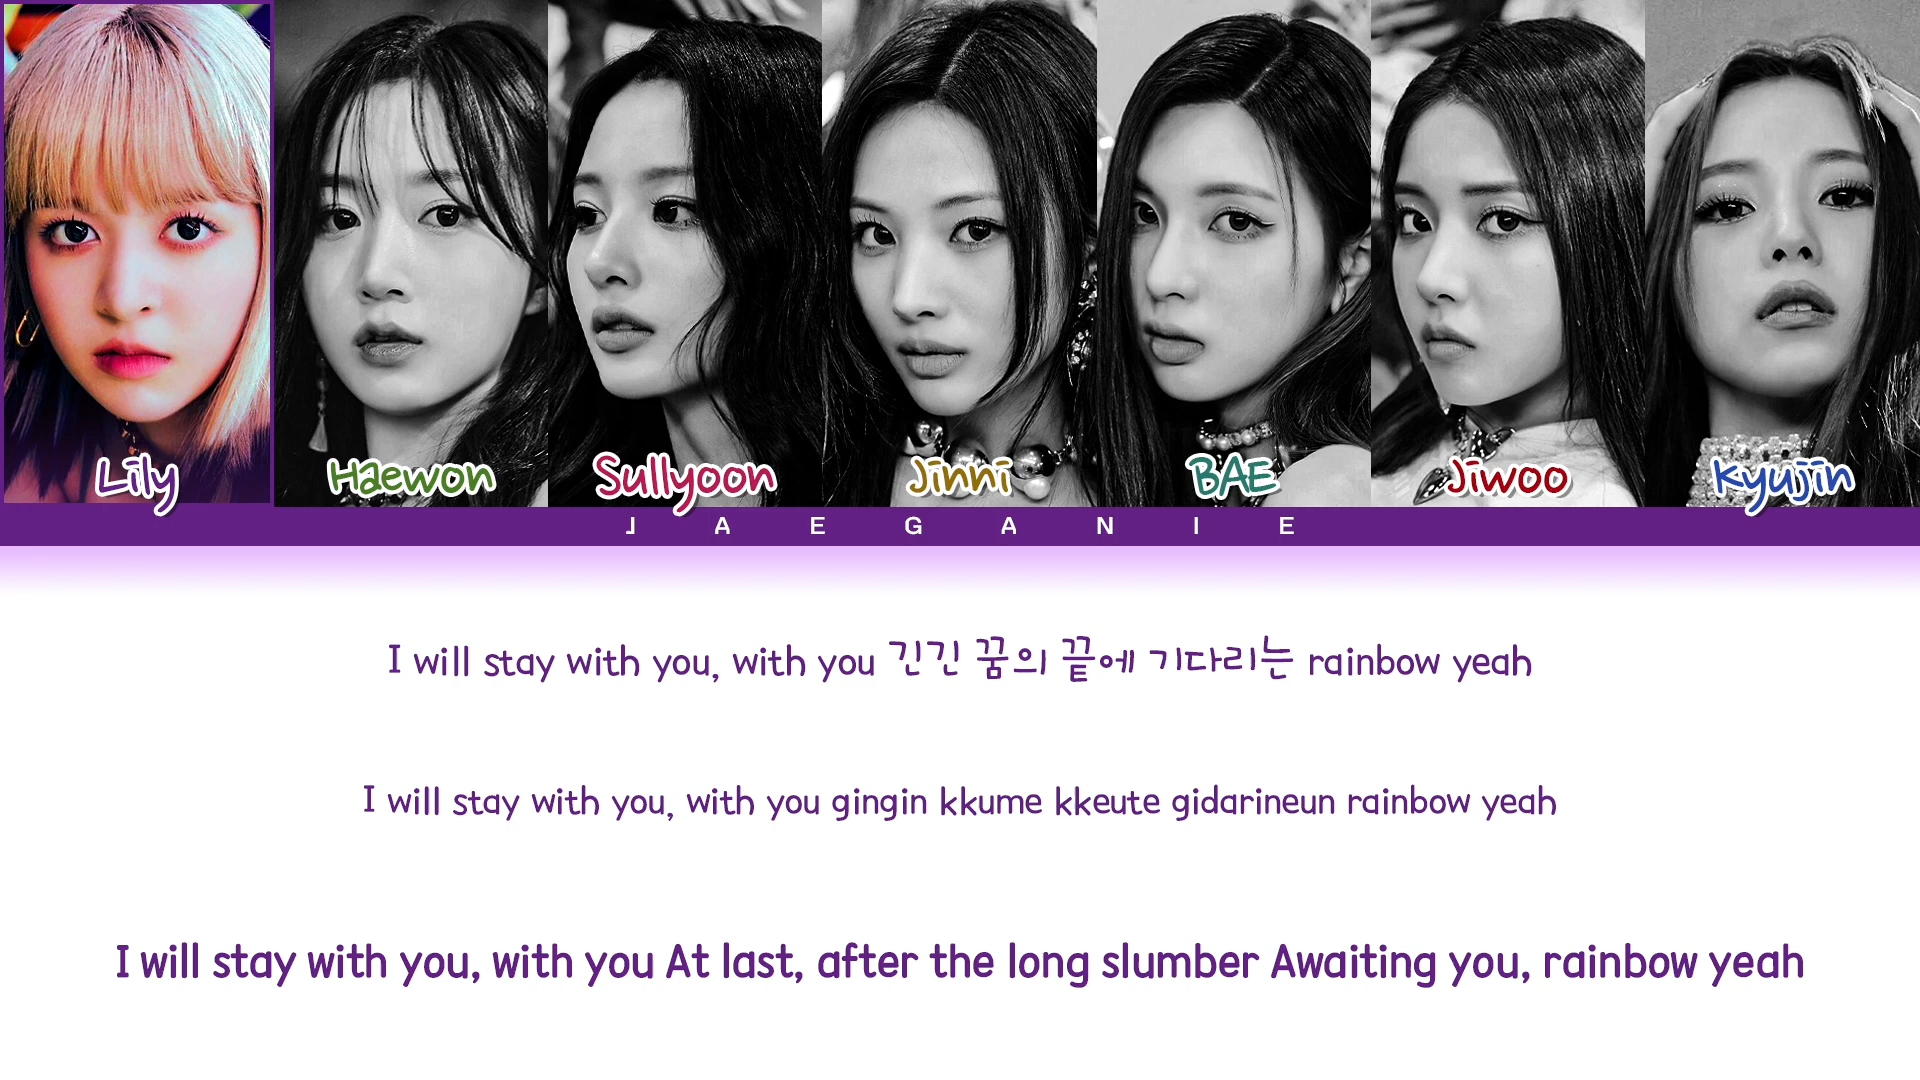 Lily Haewon Sullyoon Jinni BAE Jiwoo Kyujin
JAEGANIE
I will stay with you, with you 긴긴 꿈의 끝에 기다리는 rainbow yeah
I will stay with you, with you gingin kkume kkeute gidarineun rainbow yeah
I will stay with you, with you At last, after the long slumber Awaiting you, rainbow yeah